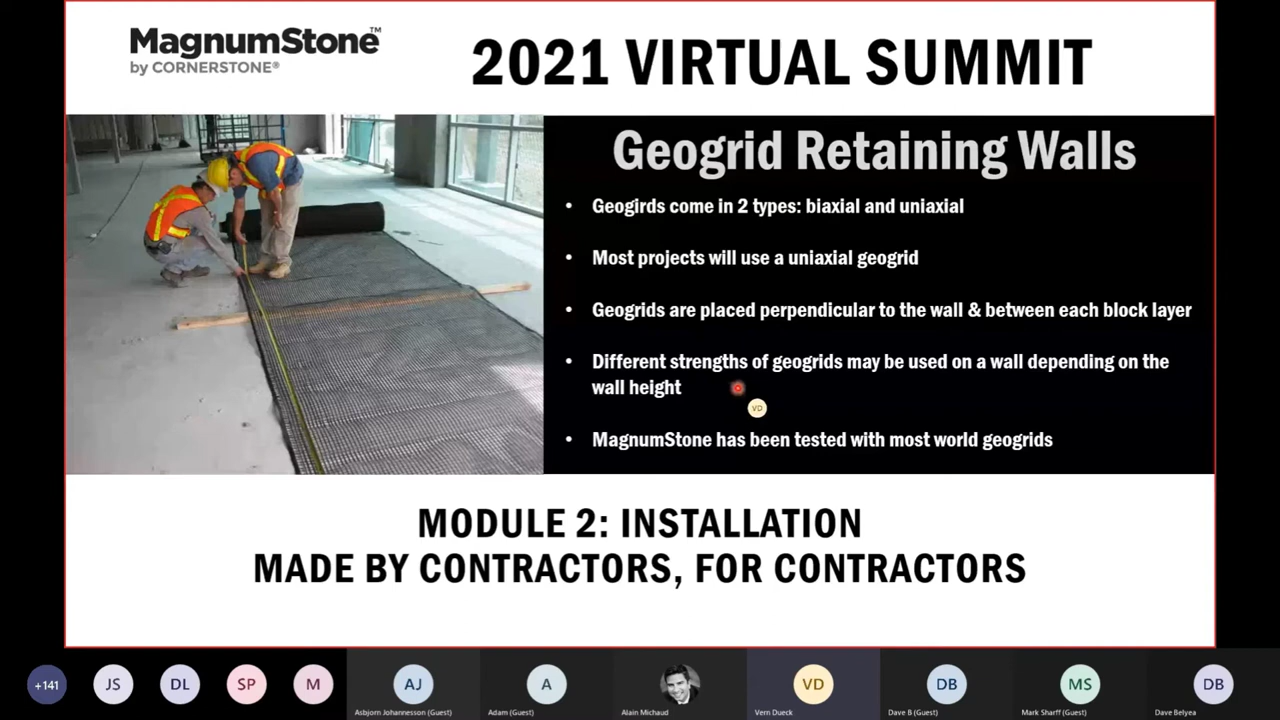 MagnumStone™
by CORNERSTONE®
2021 VIRTUAL SUMMIT
Geogrid Retaining Walls
• Geogirds come in 2 types: biaxial and uniaxial
• Most projects will use a uniaxial geogrid
• Geogrids are placed perpendicular to the wall & between each block layer
• Different strengths of geogrids may be used on a wall depending on the
wall height
VD
• MagnumStone has been tested with most world geogrids
MODULE 2: INSTALLATION
MADE BY CONTRACTORS, FOR CONTRACTORS
+141
JS
DL
SP
M
AJ
Asbjorn Johannesson (Guest)
A
Adam (Guest)
Alain Michaud
VD
Vern Dueck
DB
Dave B (Guest)
MS
Mark Sharff (Guest)
DB
Dave Belyea